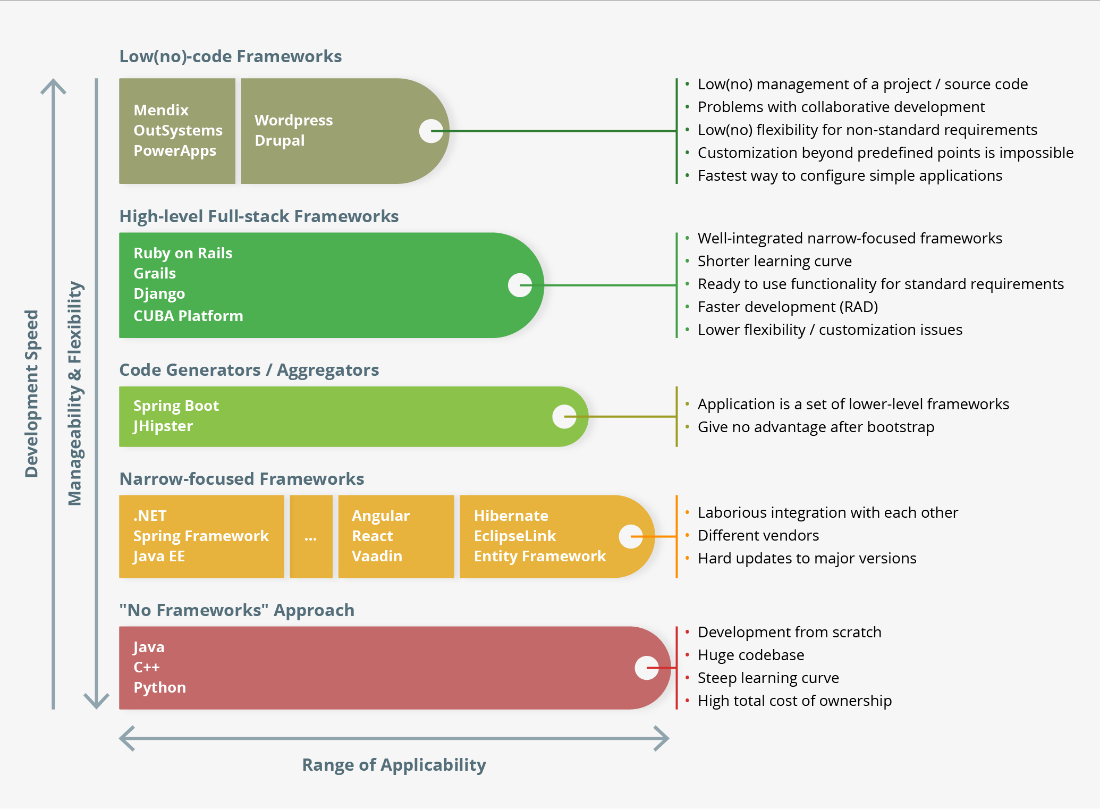 Low(no)-code Frameworks
Mendix
OutSystems
PowerApps
Wordpress
Drupal
• Low(no) management of a project / source code
• Problems with collaborative development
• Low(no) flexibility for non-standard requirements
• Customization beyond predefined points is impossible
• Fastest way to configure simple applications
High-level Full-stack Frameworks
Ruby on Rails
Grails
Django
CUBA Platform
• Well-integrated narrow-focused frameworks
• Shorter learning curve
• Ready to use functionality for standard requirements
• Faster development (RAD)
• Lower flexibility / customization issues
Development Speed
Manageability & Flexibility
Code Generators / Aggregators
Spring Boot
JHipster
• Application is a set of lower-level frameworks
• Give no advantage after bootstrap
Narrow-focused Frameworks
.NET
Spring Framework
Java EE
...
Angular
React
Vaadin
Hibernate
EclipseLink
Entity Framework
• Laborious integration with each other
• Different vendors
• Hard updates to major versions
"No Frameworks" Approach
Java
C++
Python
• Development from scratch
• Huge codebase
• Steep learning curve
• High total cost of ownership
Range of Applicability